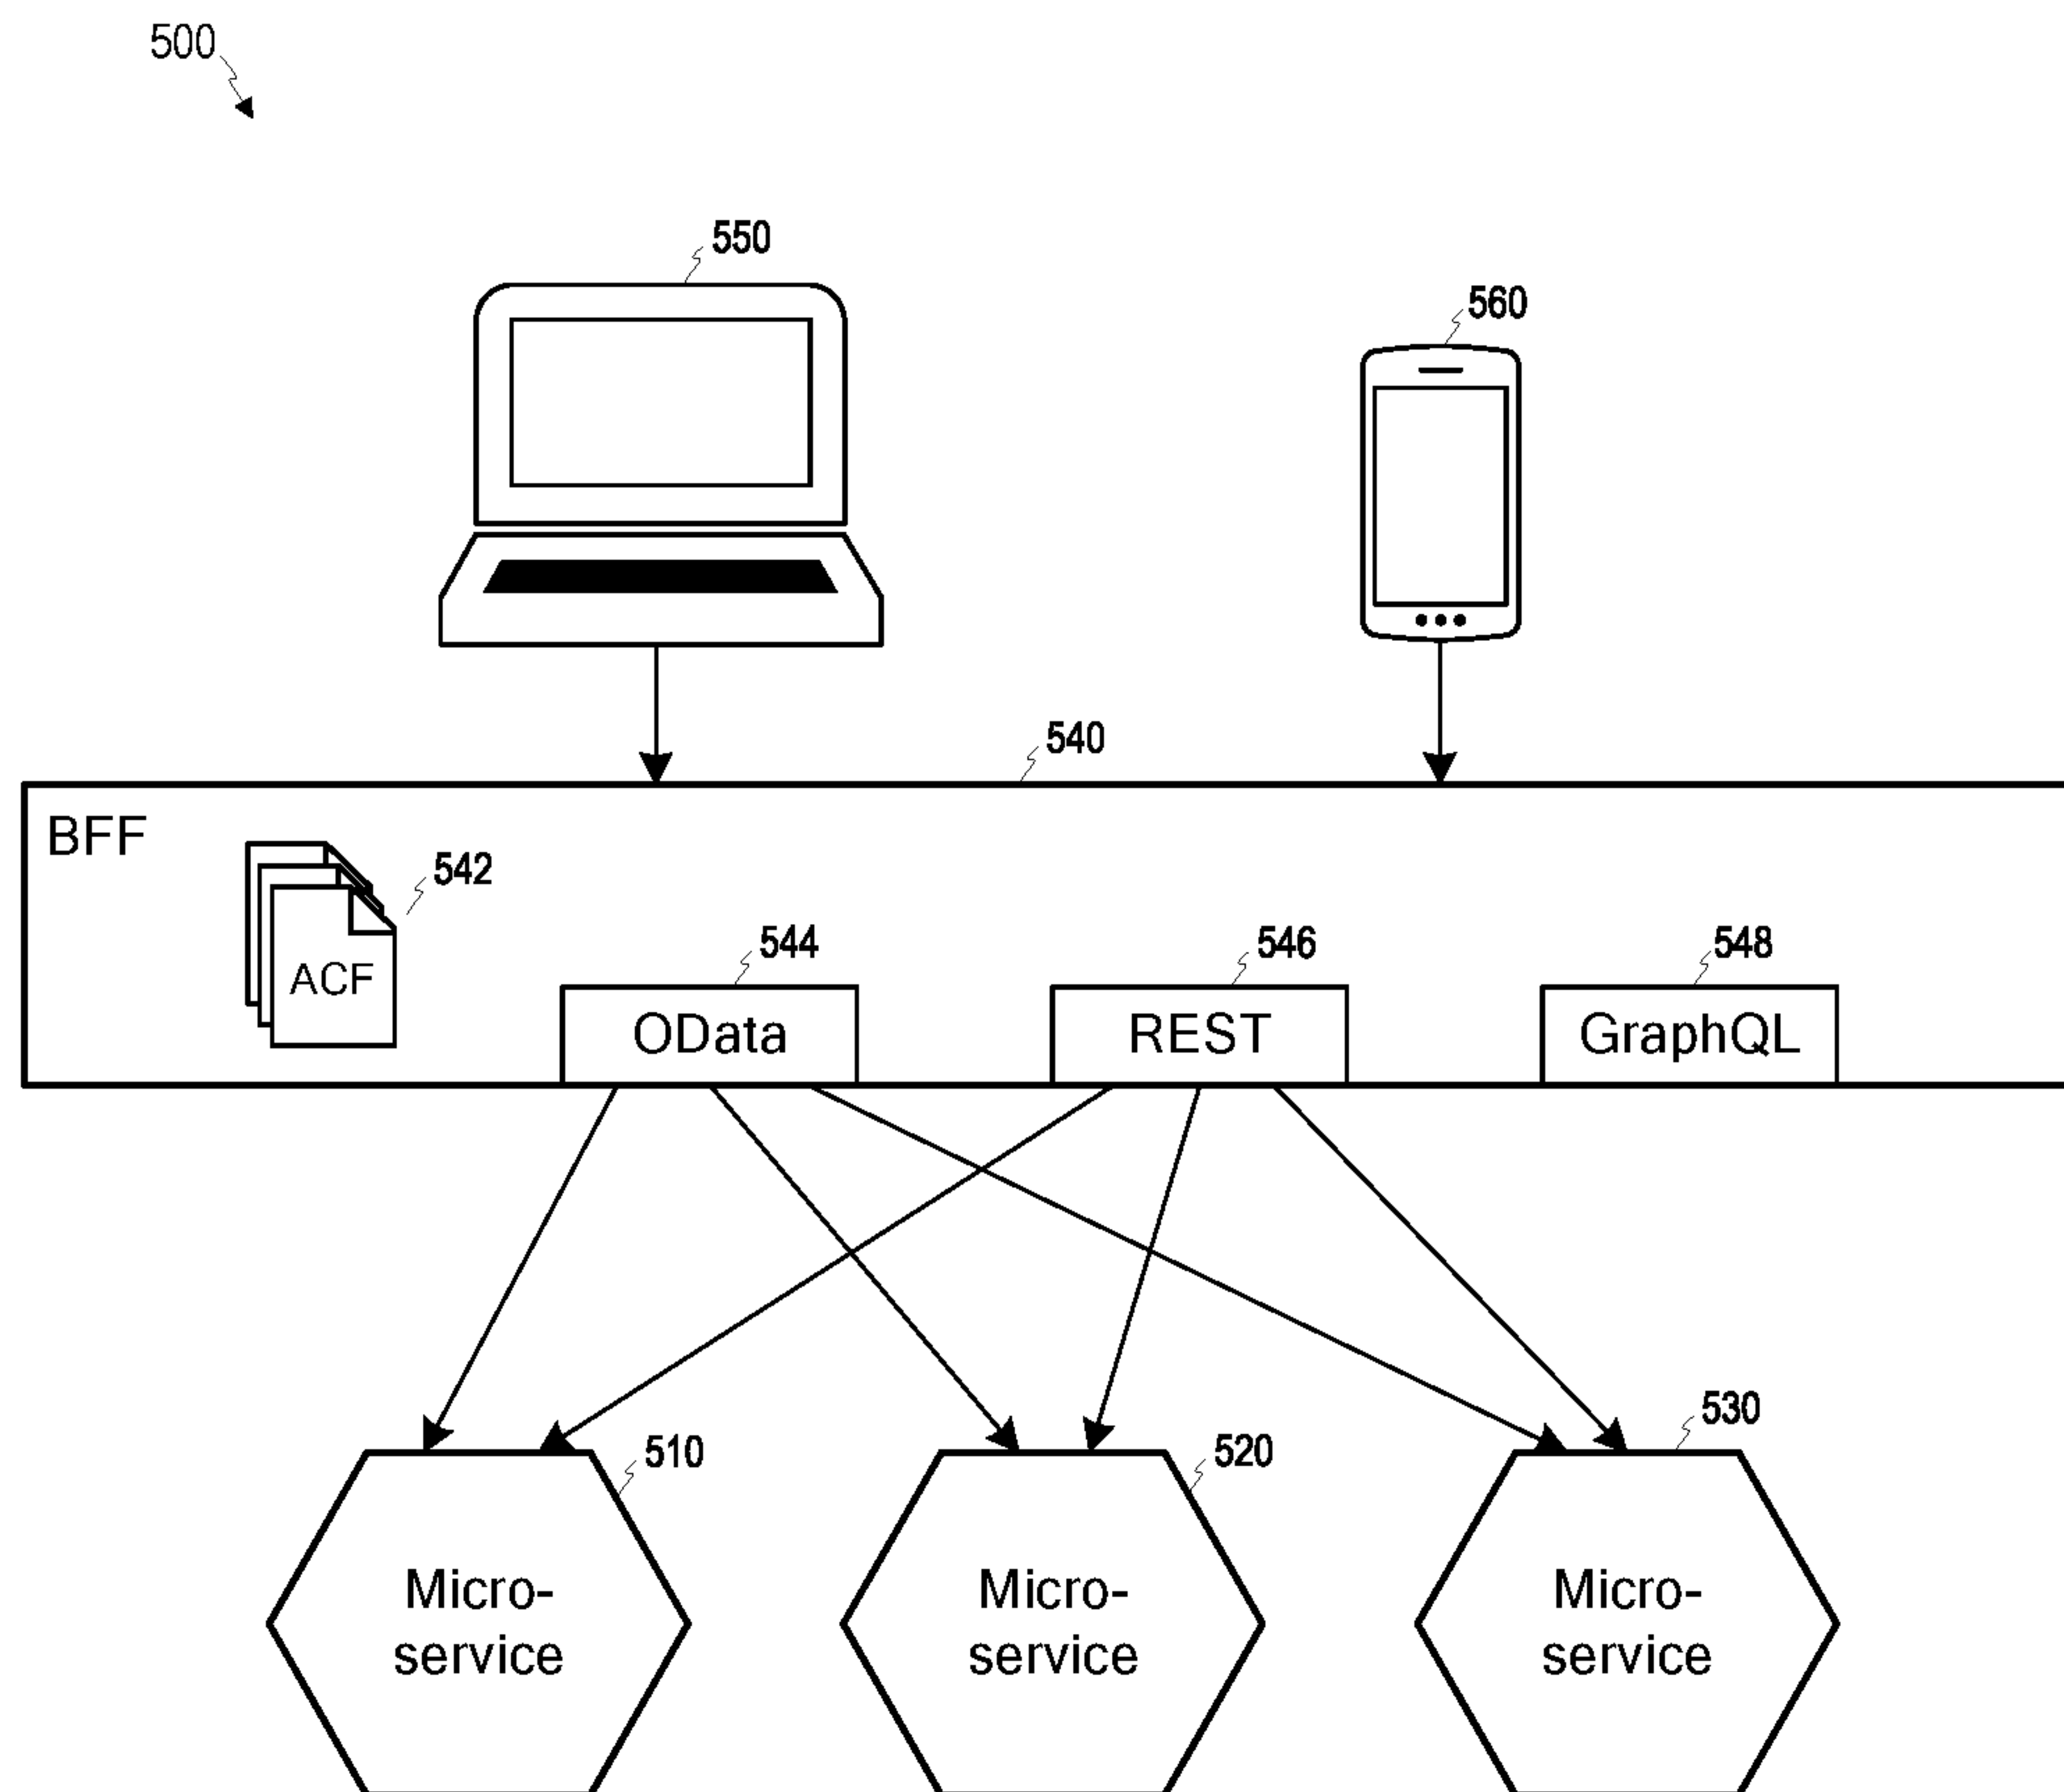 500
550
560
540
BFF
542
ACF
544
546
548
OData
REST
GraphQL
510
520
530
Micro-
service
Micro-
service
Micro-
service